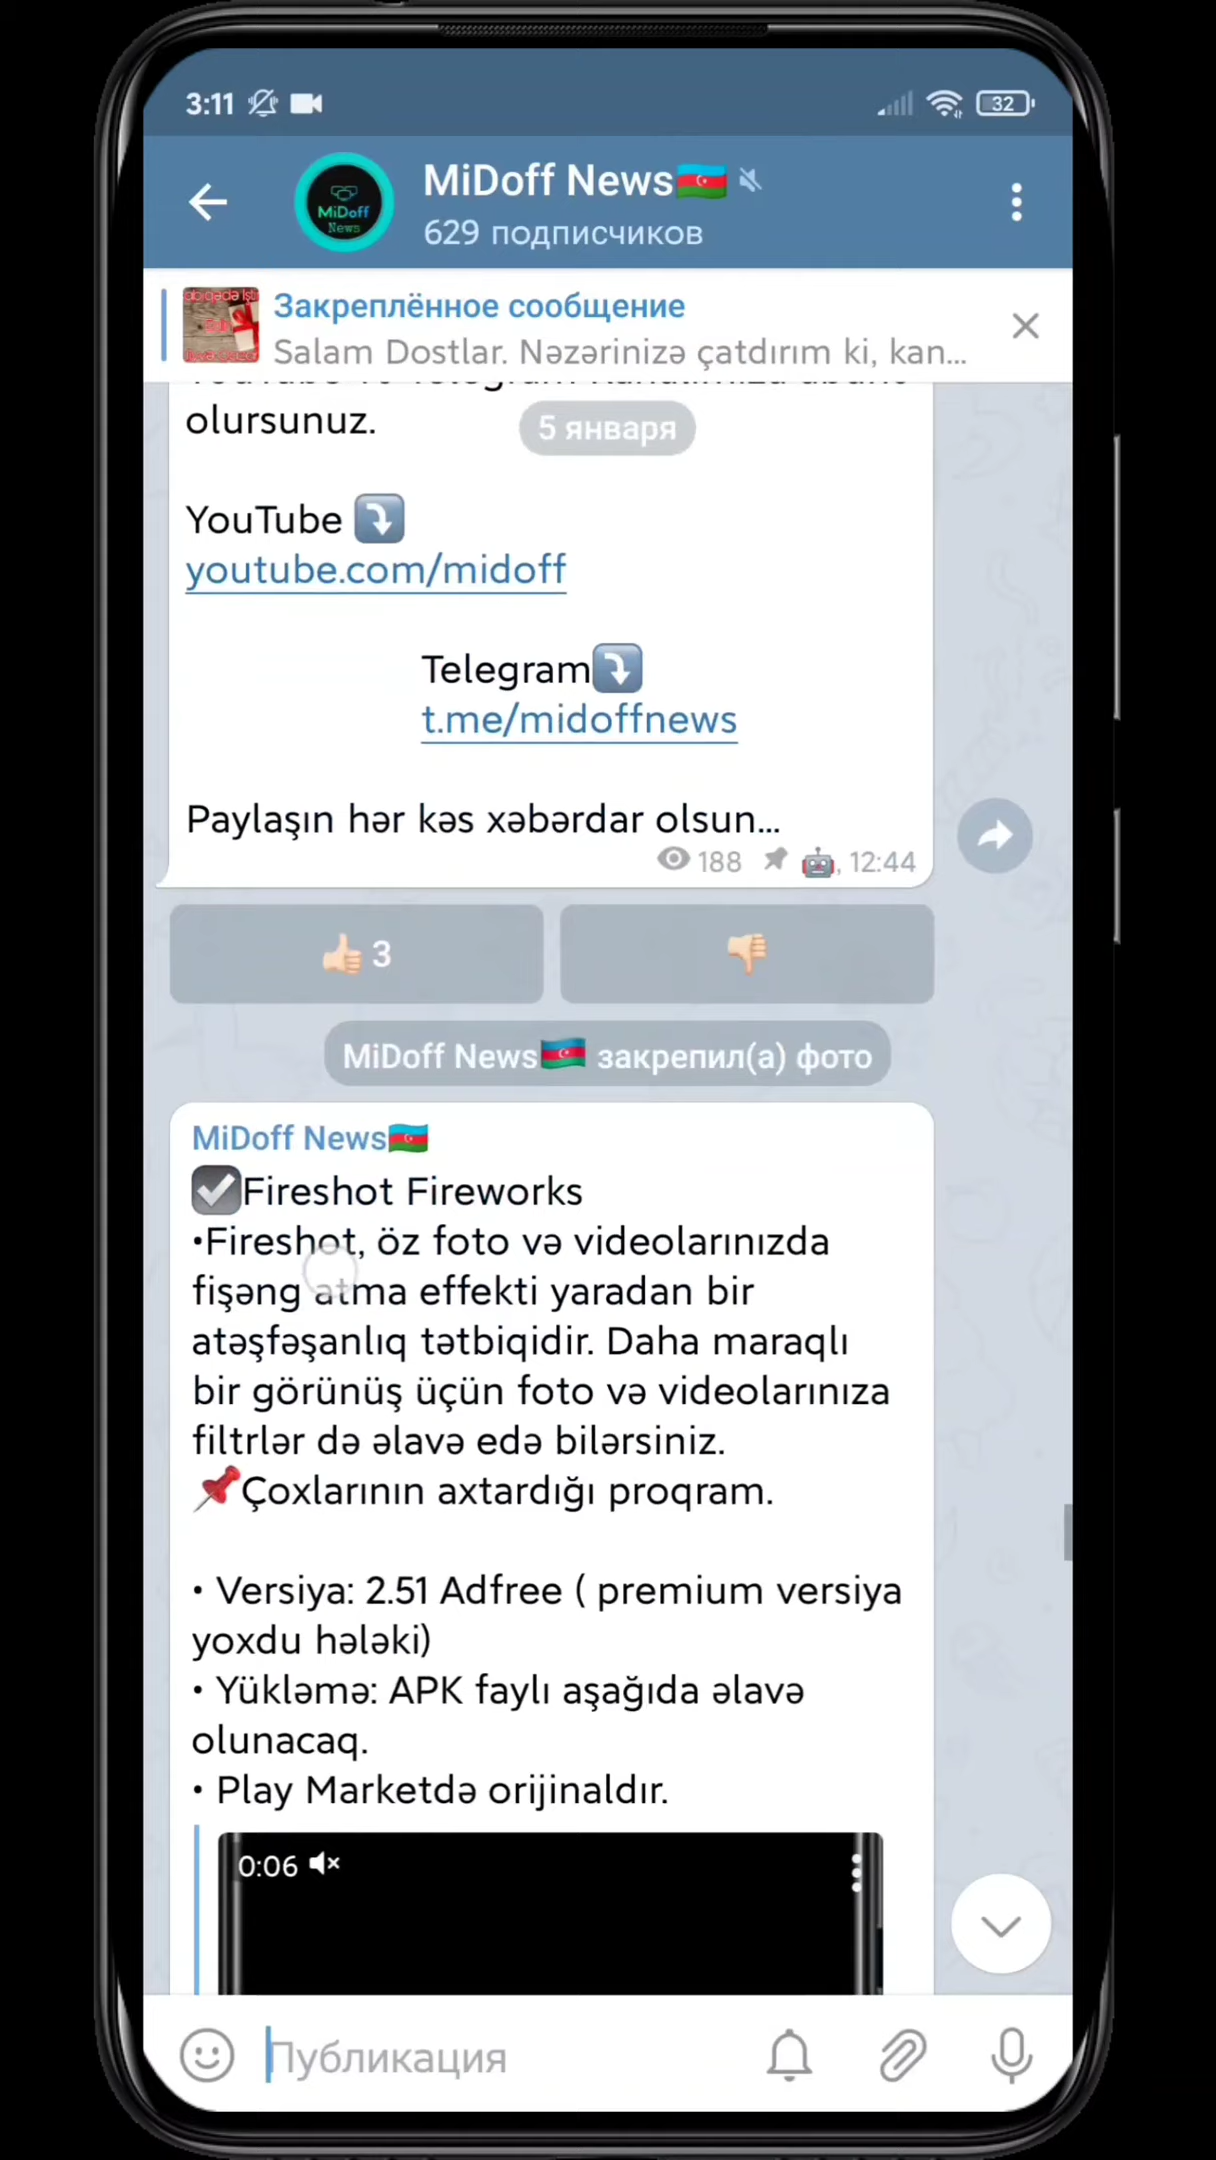 3:11
32
MiDoff News
629 подписчиков
MiDoff
News
Закреплённое сообщение
Salam Dostlar. Nəzərinizə çatdırım ki, kan...
olursunuz.
5 января
YouTube
youtube.com/midoff
Telegram
t.me/midoffnews
Paylaşın hər kəs xəbərdar olsun...
188 , 12:44
3
MiDoff News закрепил(а) фото
MiDoff News
Fireshot Fireworks
•Fireshot, öz foto və videolarınızda
fişəng atma effekti yaradan bir
atəşfəşanlıq tətbiqidir. Daha maraqlı
bir görünüş üçün foto və videolarınıza
filtrlər də əlavə edə bilərsiniz.
Çoxlarının axtardığı proqram.
• Versiya: 2.51 Adfree ( premium versiya
yoxdu hələki)
• Yükləmə: APK faylı aşağıda əlavə
olunacaq.
• Play Marketdə orijinaldır.
0:06
Публикация